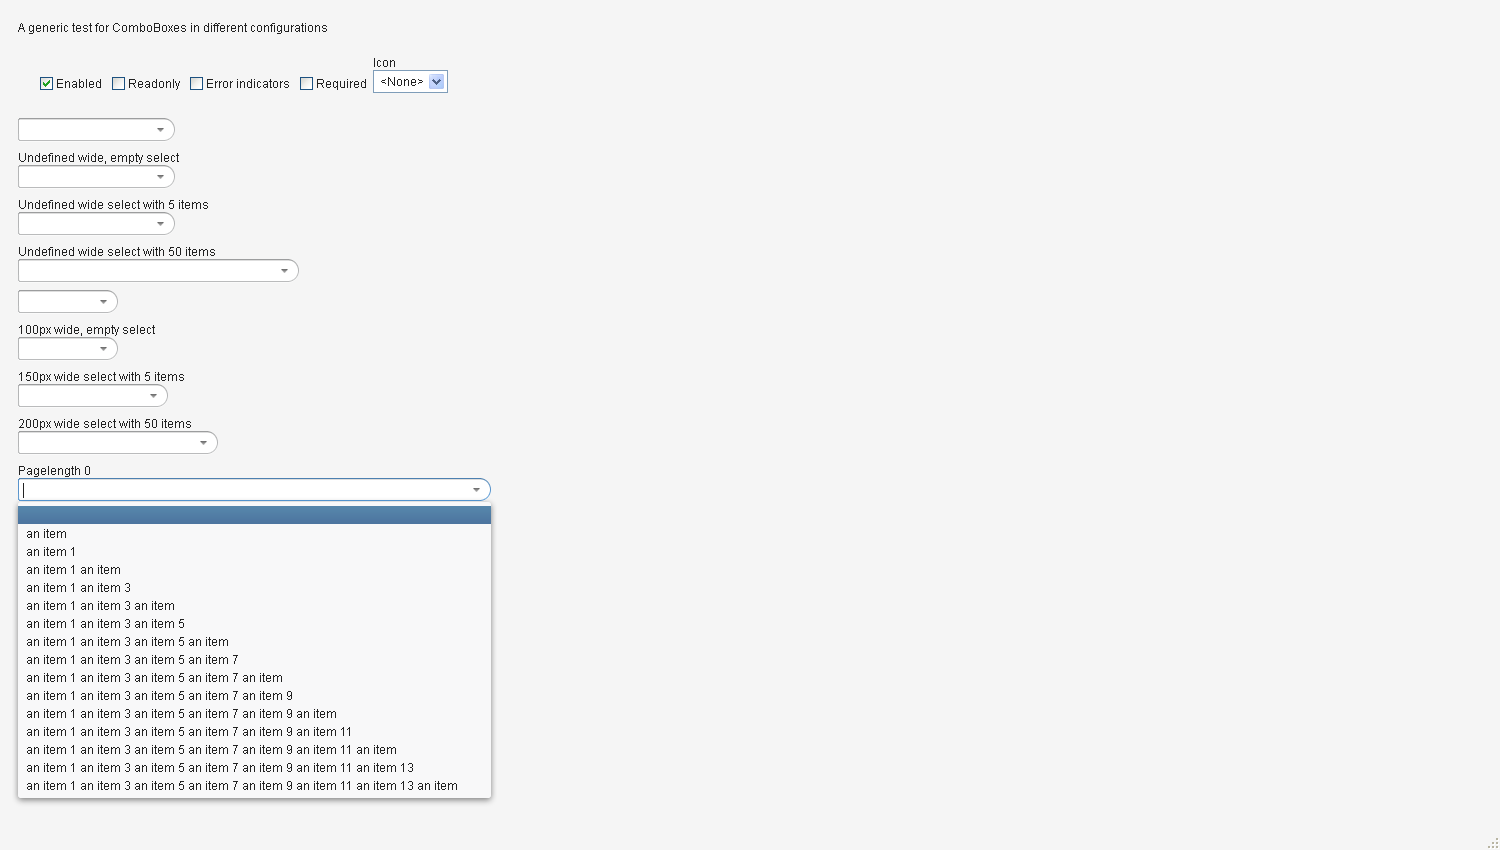 A generic test for ComboBoxes in different configurations
Icon
Enabled Readonly Error indicators Required <None>
Undefined wide, empty select
Undefined wide select with 5 items
Undefined wide select with 50 items
100px wide, empty select
150px wide select with 5 items
200px wide select with 50 items
Pagelength 0
an item
an item 1
an item 1 an item
an item 1 an item 3
an item 1 an item 3 an item
an item 1 an item 3 an item 5
an item 1 an item 3 an item 5 an item
an item 1 an item 3 an item 5 an item 7
an item 1 an item 3 an item 5 an item 7 an item
an item 1 an item 3 an item 5 an item 7 an item 9
an item 1 an item 3 an item 5 an item 7 an item 9 an item
an item 1 an item 3 an item 5 an item 7 an item 9 an item 11
an item 1 an item 3 an item 5 an item 7 an item 9 an item 11 an item
an item 1 an item 3 an item 5 an item 7 an item 9 an item 11 an item 13
an item 1 an item 3 an item 5 an item 7 an item 9 an item 11 an item 13 an item